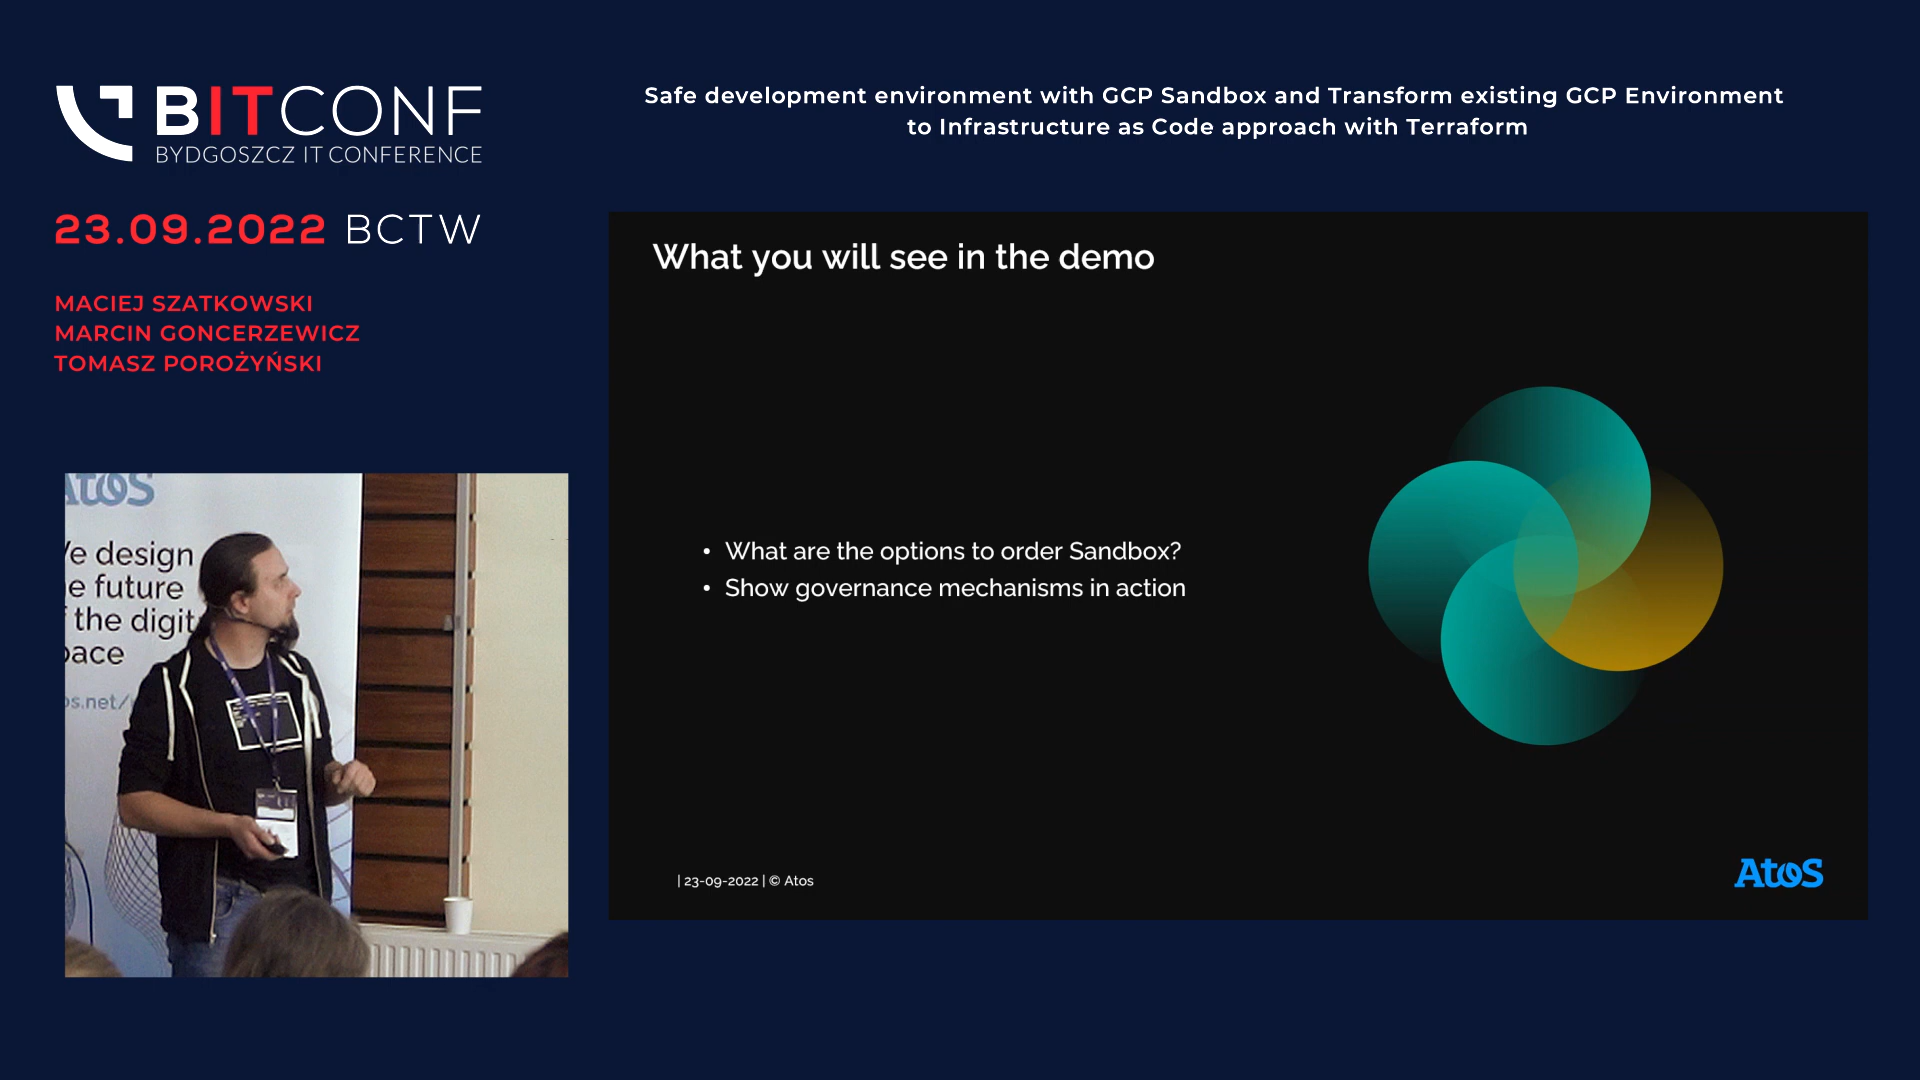 BITCONF
BYDGOSZCZ IT CONFERENCE
23.09.2022 BCTW
MACIEJ SZATKOWSKI
MARCIN GONCERZEWICZ
TOMASZ POROŻYŃSKI
Safe development environment with GCP Sandbox and Transform existing GCP Environment
to Infrastructure as Code approach with Terraform
What you will see in the demo
• What are the options to order Sandbox?
• Show governance mechanisms in action
| 23-09-2022 | © Atos
Atos
Atos
e design
e future
the digit
ace
os.net/